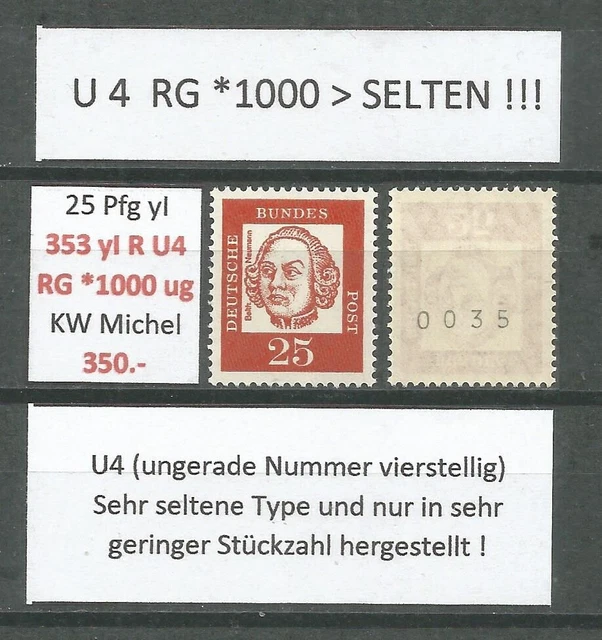 U 4 RG *1000 > SELTEN !!!
25 Pfg yl
353 yl R U4
RG *1000 ug
KW Michel
350.-
BUNDES
DEUTSCHE
Balth. Neumann
POST
25
0035
U4 (ungerade Nummer vierstellig)
Sehr seltene Type und nur in sehr
geringer Stückzahl hergestellt !